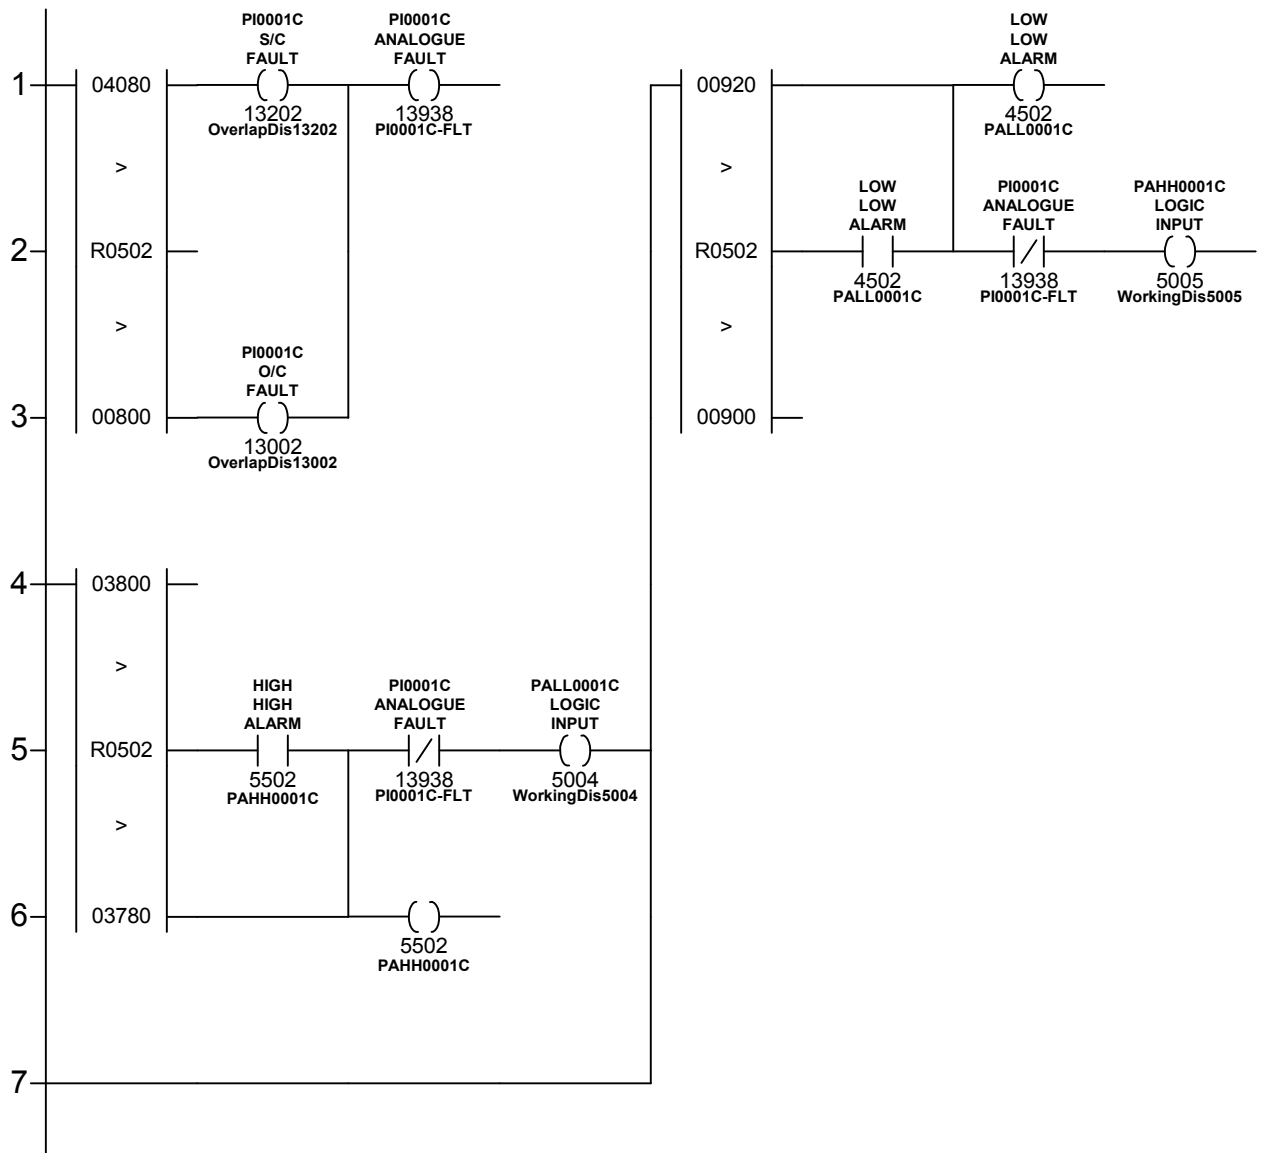 PI0001C
S/C
FAULT
PI0001C
ANALOGUE
FAULT
LOW
LOW
ALARM
1
04080
13202
OverlapDis13202
13938
PI0001C-FLT
00920
4502
PALL0001C
>
>
LOW
LOW
ALARM
PI0001C
ANALOGUE
FAULT
PAHH0001C
LOGIC
INPUT
2
R0502
R0502
4502
PALL0001C
13938
PI0001C-FLT
5005
WorkingDis5005
>
>
PI0001C
O/C
FAULT
3
00800
13002
OverlapDis13002
00900
4
03800
>
HIGH
HIGH
ALARM
PI0001C
ANALOGUE
FAULT
PALL0001C
LOGIC
INPUT
5
R0502
5502
PAHH0001C
13938
PI0001C-FLT
5004
WorkingDis5004
>
6
03780
5502
PAHH0001C
7